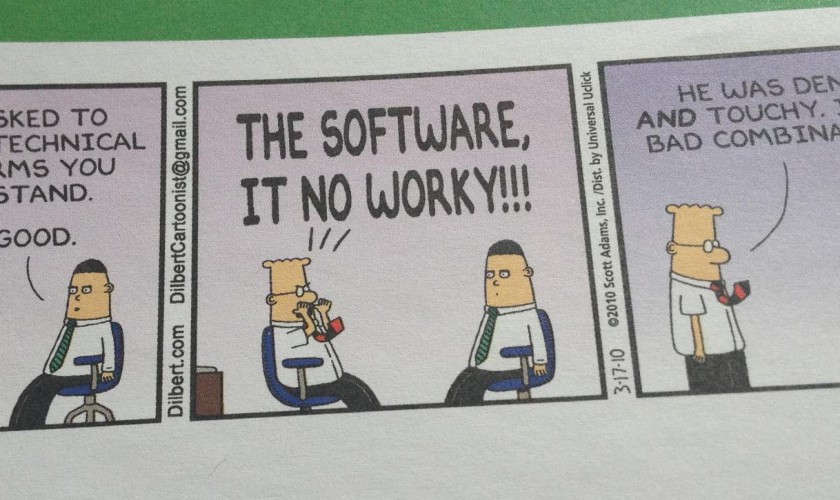 SKED TO
TECHNICAL
RMS YOU
STAND.
GOOD.
Dilbert.com DilbertCartoonist@gmail.com
THE SOFTWARE,
IT NO WORKY!!!
3-17-10 ©2010 Scott Adams, Inc. /Dist. by Universal Uclick
HE WAS DEN
AND TOUCHY.
BAD COMBINA